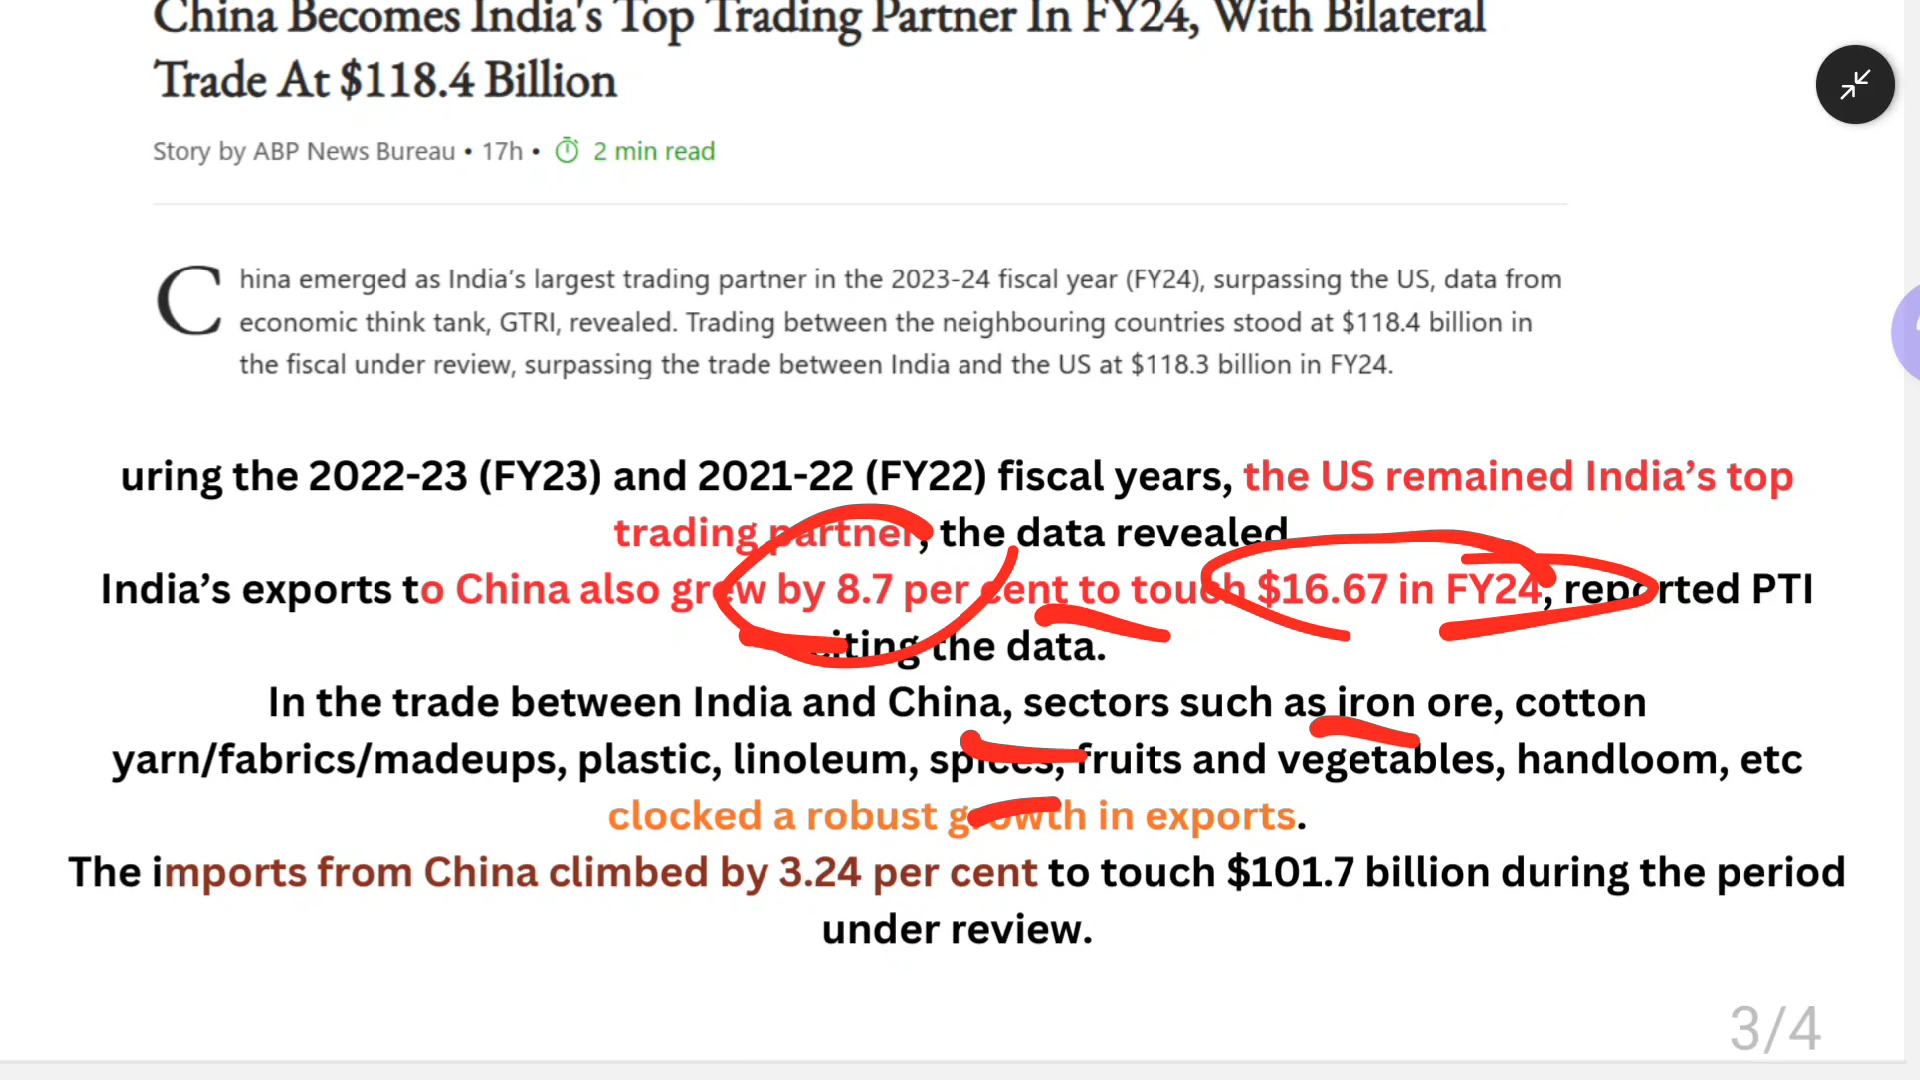 China Becomes India's Top Trading Partner In FY24, With Bilateral
Trade At $118.4 Billion
Story by ABP News Bureau • 17h • 2 min read
China emerged as India's largest trading partner in the 2023-24 fiscal year (FY24), surpassing the US, data from
economic think tank, GTRI, revealed. Trading between the neighbouring countries stood at $118.4 billion in
the fiscal under review, surpassing the trade between India and the US at $118.3 billion in FY24.
uring the 2022-23 (FY23) and 2021-22 (FY22) fiscal years, the US remained India's top
trading partner, the data revealed
India's exports to China also grew by 8.7 per cent to touch $16.67 in FY24, reported PTI
citing the data.
In the trade between India and China, sectors such as iron ore, cotton
yarn/fabrics/madeups, plastic, linoleum, spices, fruits and vegetables, handloom, etc
clocked a robust growth in exports.
The imports from China climbed by 3.24 per cent to touch $101.7 billion during the period
under review.
3/4